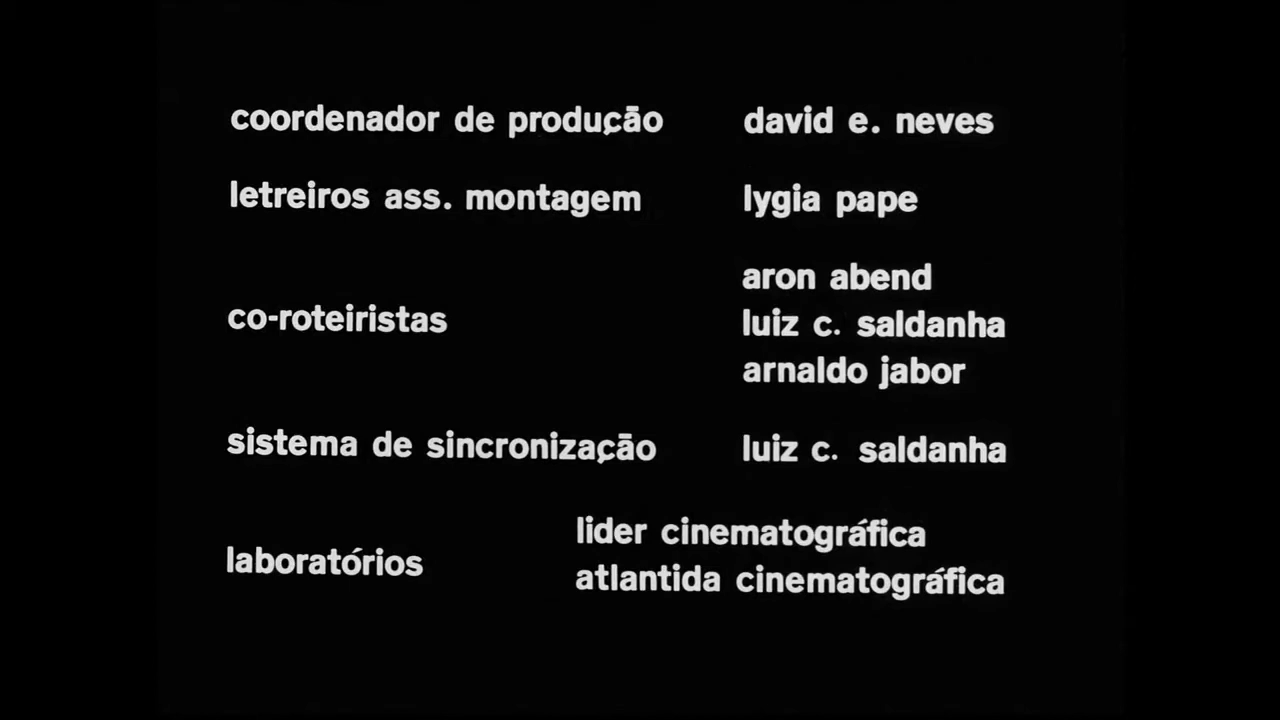 coordenador de produção david e. neves
letreiros ass. montagem lygia pape
aron abend
co-roteiristas luiz c. saldanha
arnaldo jabor
sistema de sincronização luiz c. saldanha
lider cinematográfica
laboratórios
atlantida cinematográfica